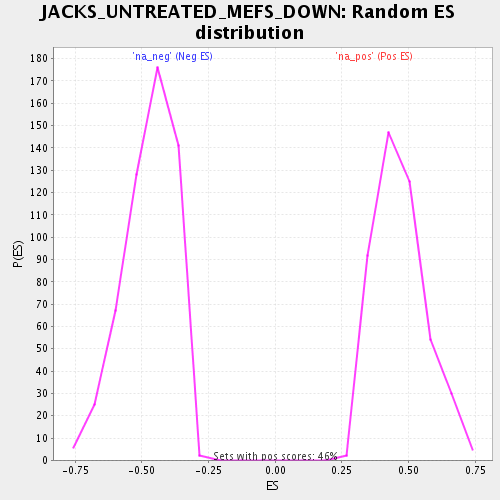 JACKS_UNTREATED_MEFS_DOWN: Random ES
distribution
'na_neg' (Neg ES)
'na_pos' (Pos ES)
180
170
160
150
140
130
120
110
100
90
80
70
60
50
40
30
20
10
0
P(ES)
Sets with pos scores: 46%
-0.75 -0.50 -0.25 0.00 0.25 0.50 0.75
ES